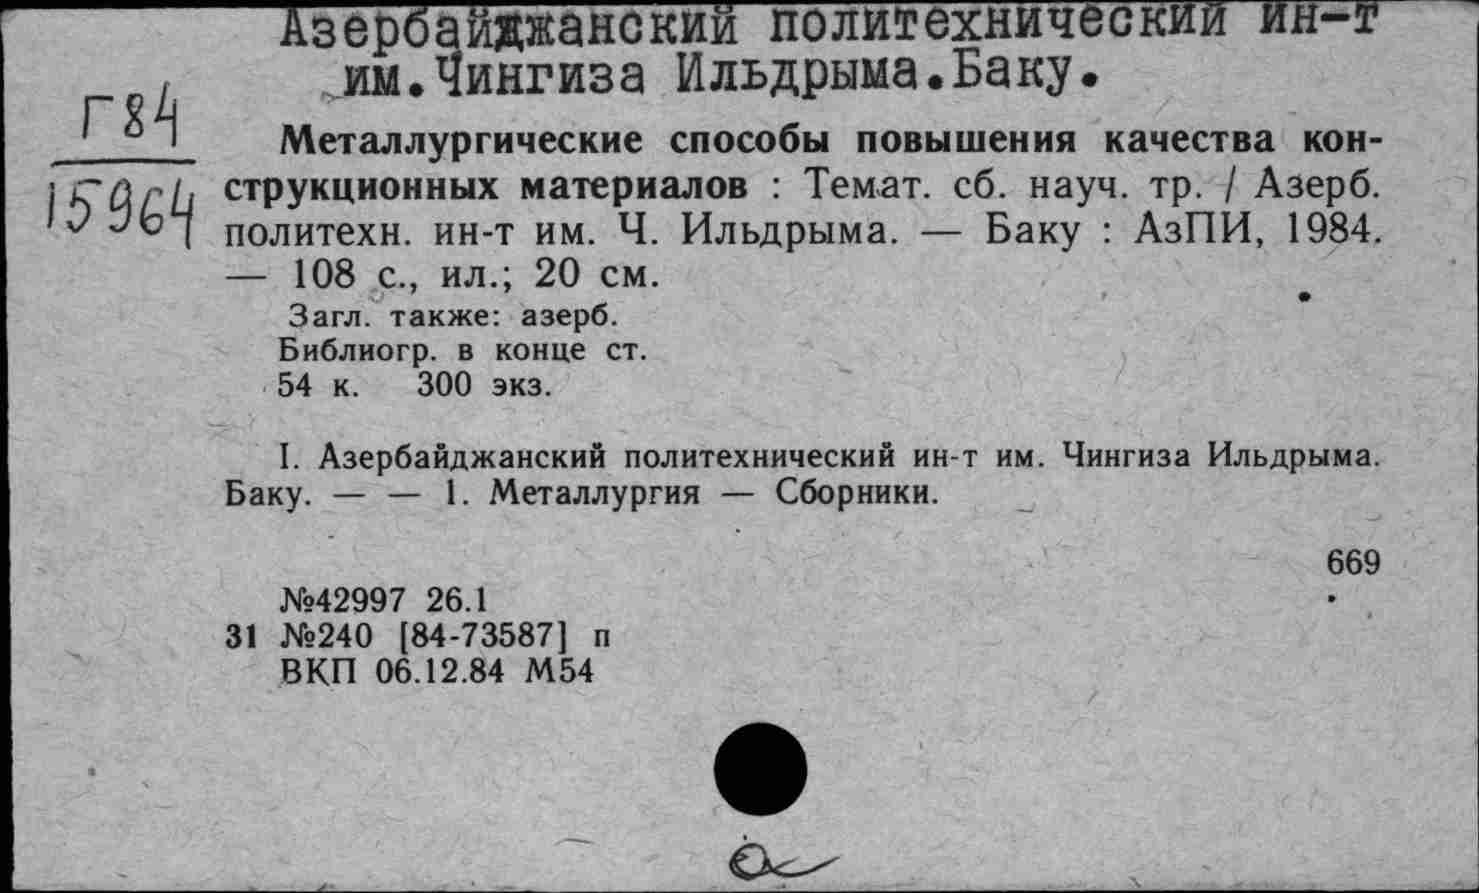 Азербайджанский политехнический ин-т
им.Чингиза Ильдрыма.Баку.
Г84
15964
Металлургические способы повышения качества кон-
струкционных материалов : Темат. сб. науч. тр. / Азерб.
политехн. ин-т им. Ч. Ильдрыма. — Баку : АзПИ, 1984.
— 108 с., ил.; 20 см.
Загл. также: азерб.
Библиогр. в конце ст.
54 к. 300 экз.
I. Азербайджанский политехнический ин-т им. Чингиза Ильдрыма.
Баку. — — 1. Металлургия — Сборники.
669
№42997 26.1
31 №240 [84-73587] п
ВКП 06.12.84 М54